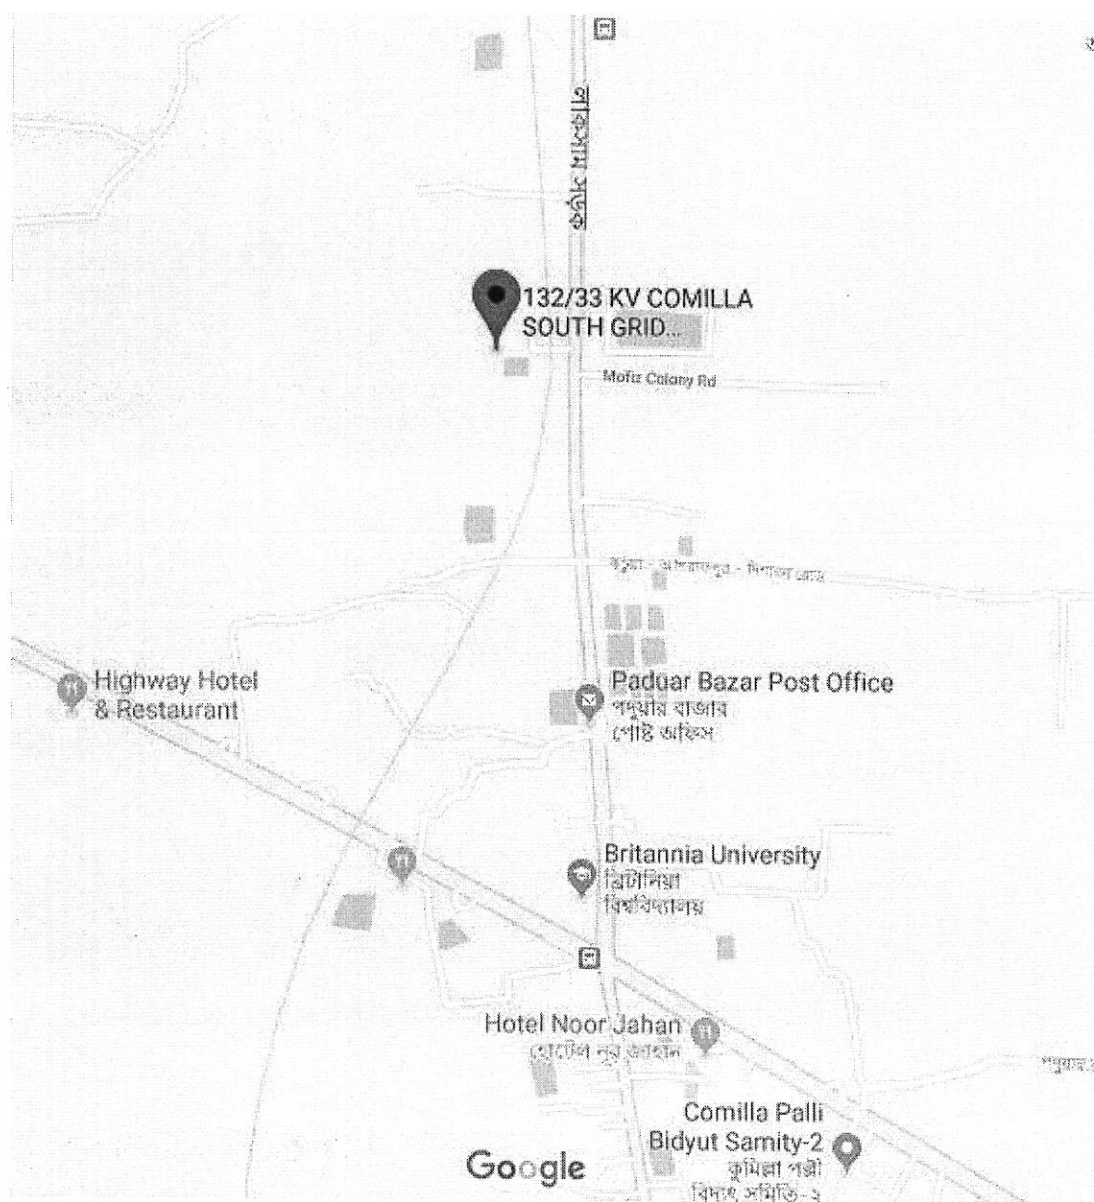 কুমিল্লা সার্কেল
132/33 KV COMILLA
SOUTH GRID...
Mofiz Colony Rd
Highway Hotel
& Restaurant
Paduar Bazar Post Office
পদুয়ার বাজার
পোষ্ট অফিস
Britannia University
ব্রিটানিয়া
বিশ্ববিদ্যালয়
Hotel Noor Jahan
হোটেল নূর জাহান
পদুয়ার
Comilla Palli
Bidyut Samity-2
কুমিল্লা পল্লী
বিদ্যুৎ সমিতি-২
Google